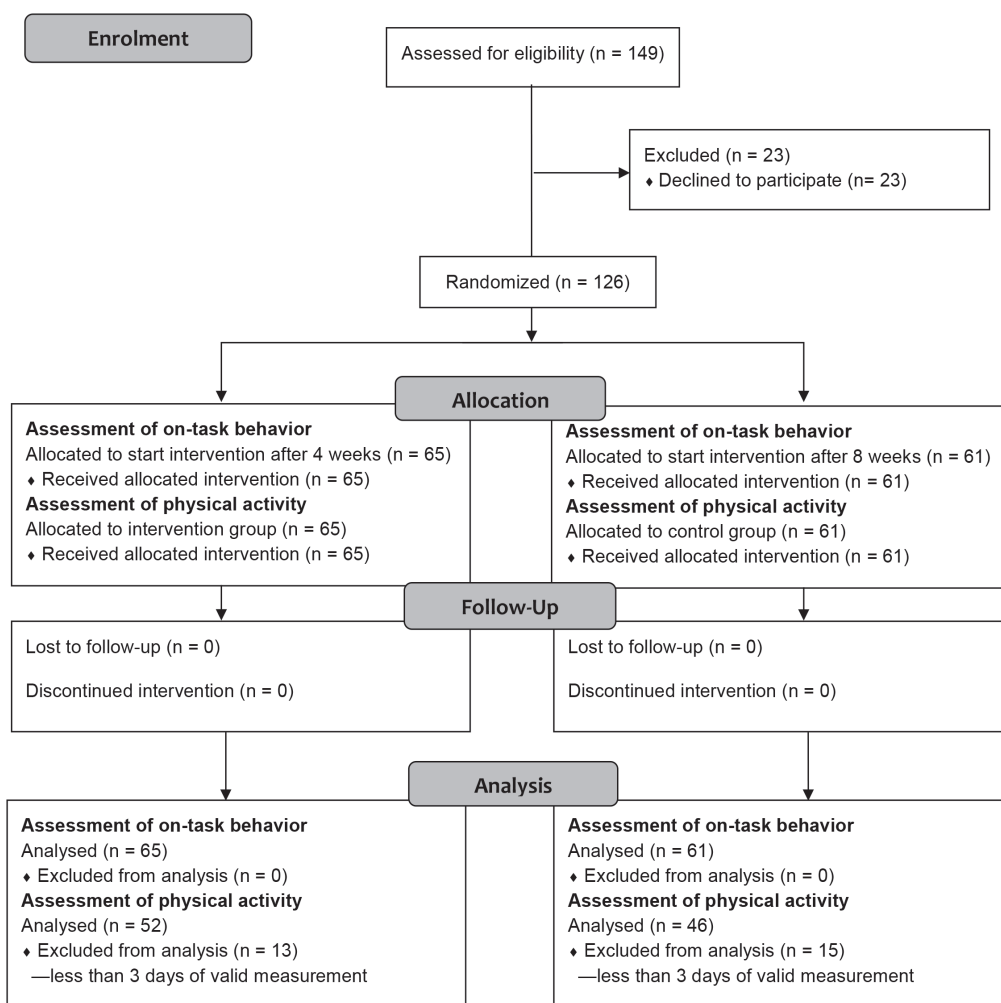 Enrolment
Assessed for eligibility (n = 149)
Excluded (n = 23)
♦ Declined to participate (n= 23)
Randomized (n = 126)
Allocation
Assessment of on-task behavior
Allocated to start intervention after 4 weeks (n = 65)
♦ Received allocated intervention (n = 65)
Assessment of physical activity
Allocated to intervention group (n = 65)
♦ Received allocated intervention (n = 65)
Assessment of on-task behavior
Allocated to start intervention after 8 weeks (n = 61)
♦ Received allocated intervention (n = 61)
Assessment of physical activity
Allocated to control group (n = 61)
♦ Received allocated intervention (n = 61)
Follow-Up
Lost to follow-up (n = 0)
Discontinued intervention (n = 0)
Lost to follow-up (n = 0)
Discontinued intervention (n = 0)
Analysis
Assessment of on-task behavior
Analysed (n = 65)
♦ Excluded from analysis (n = 0)
Assessment of physical activity
Analysed (n = 52)
♦ Excluded from analysis (n = 13)
—less than 3 days of valid measurement
Assessment of on-task behavior
Analysed (n = 61)
♦ Excluded from analysis (n = 0)
Assessment of physical activity
Analysed (n = 46)
♦ Excluded from analysis (n = 15)
—less than 3 days of valid measurement